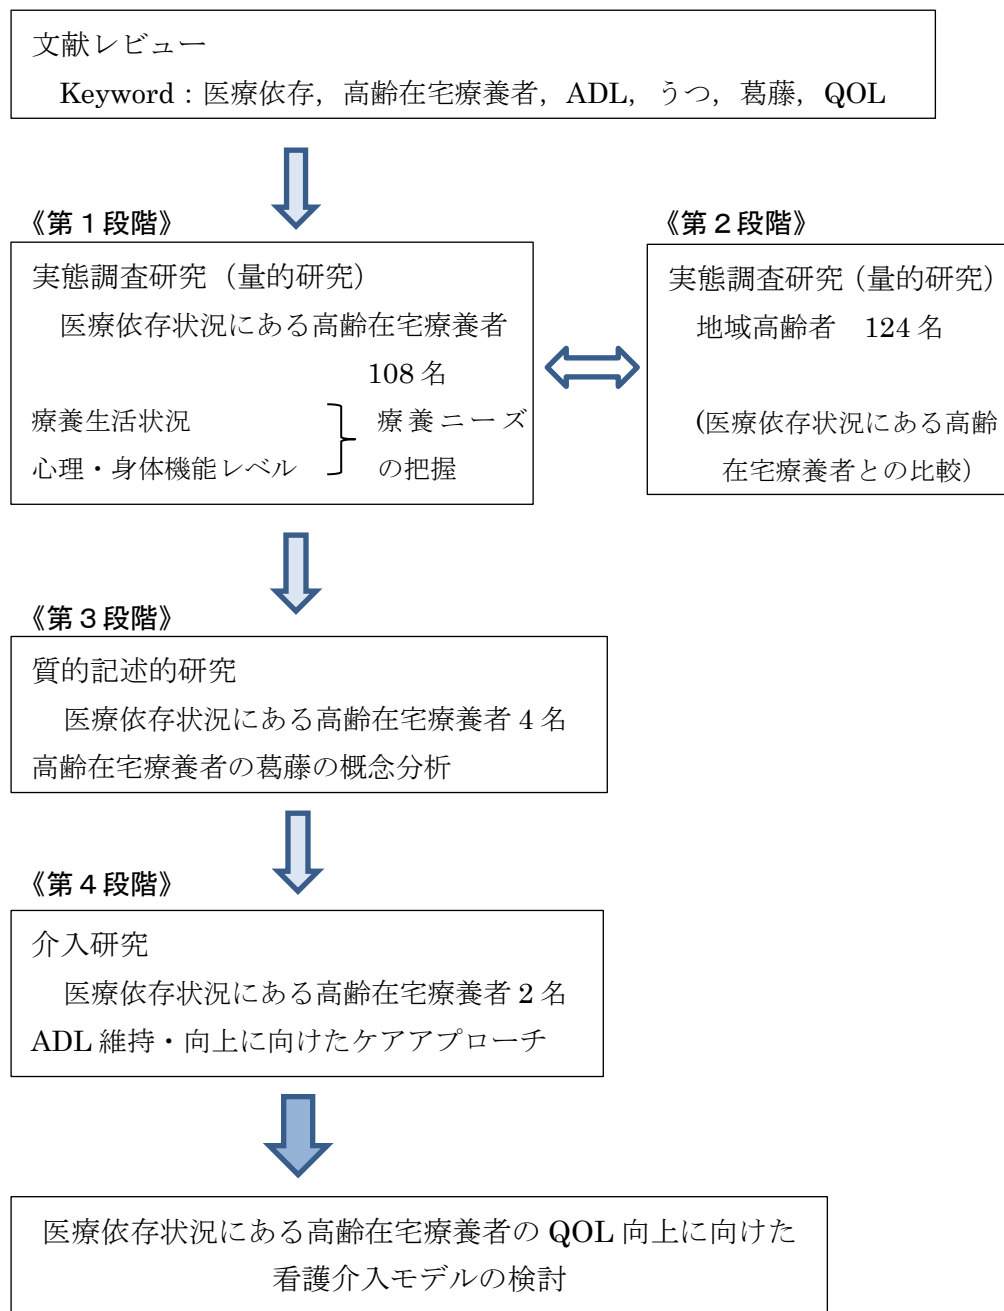 文献レビュー
Keyword：医療依存，高齢在宅療養者，ADL，うつ，葛藤，QOL
《第１段階》
実態調査研究（量的研究）
医療依存状況にある高齢在宅療養者
108 名
療養生活状況
心理・身体機能レベル
療養ニーズ
の把握
《第２段階》
実態調査研究（量的研究）
地域高齢者　124 名
(医療依存状況にある高齢
在宅療養者との比較）
《第３段階》
質的記述的研究
医療依存状況にある高齢在宅療養者 4 名
高齢在宅療養者の葛藤の概念分析
《第４段階》
介入研究
医療依存状況にある高齢在宅療養者 2 名
ADL 維持・向上に向けたケアアプローチ
医療依存状況にある高齢在宅療養者の QOL 向上に向けた
看護介入モデルの検討